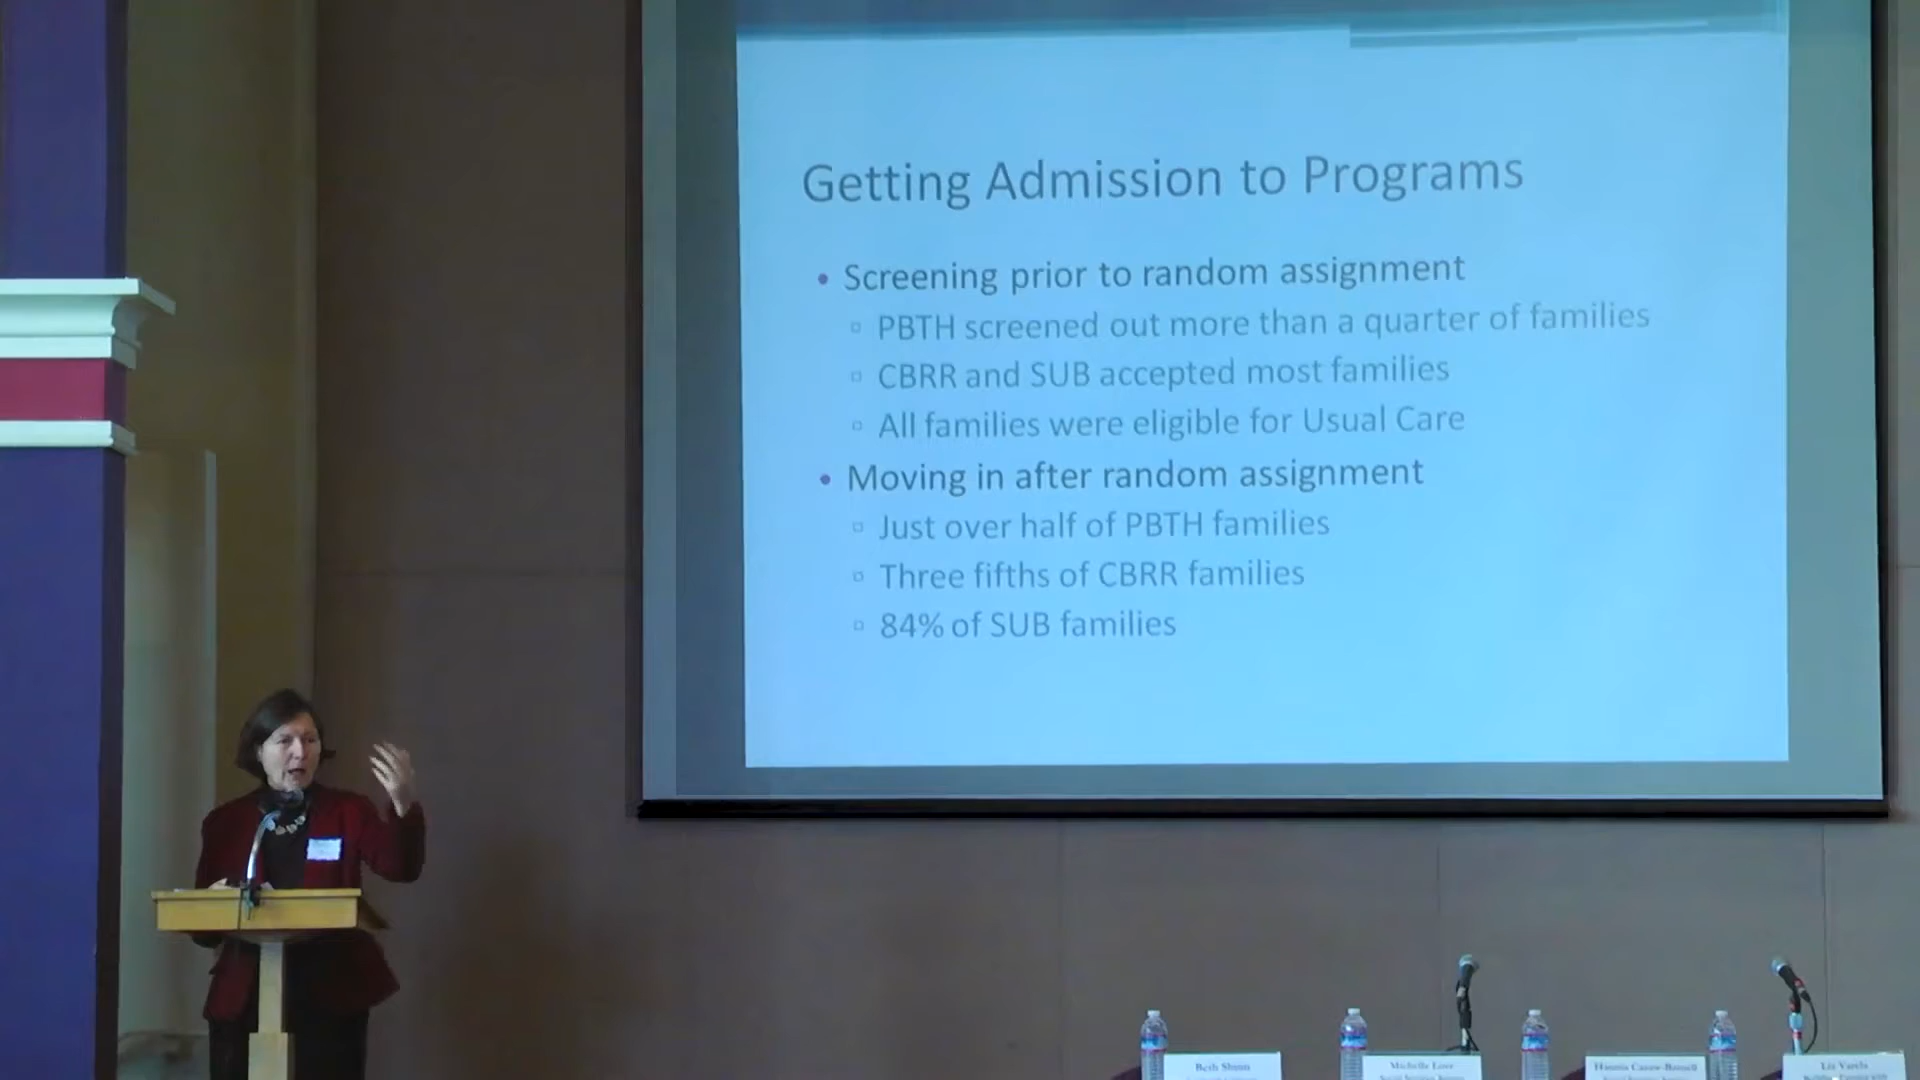 Getting Admission to Programs
• Screening prior to random assignment
▫ PBTH screened out more than a quarter of families
▫ CBRR and SUB accepted most families
▫ All families were eligible for Usual Care
• Moving in after random assignment
▫ Just over half of PBTH families
▫ Three fifths of CBRR families
▫ 84% of SUB families
Beth Shinn
Michelle
Liz Varela